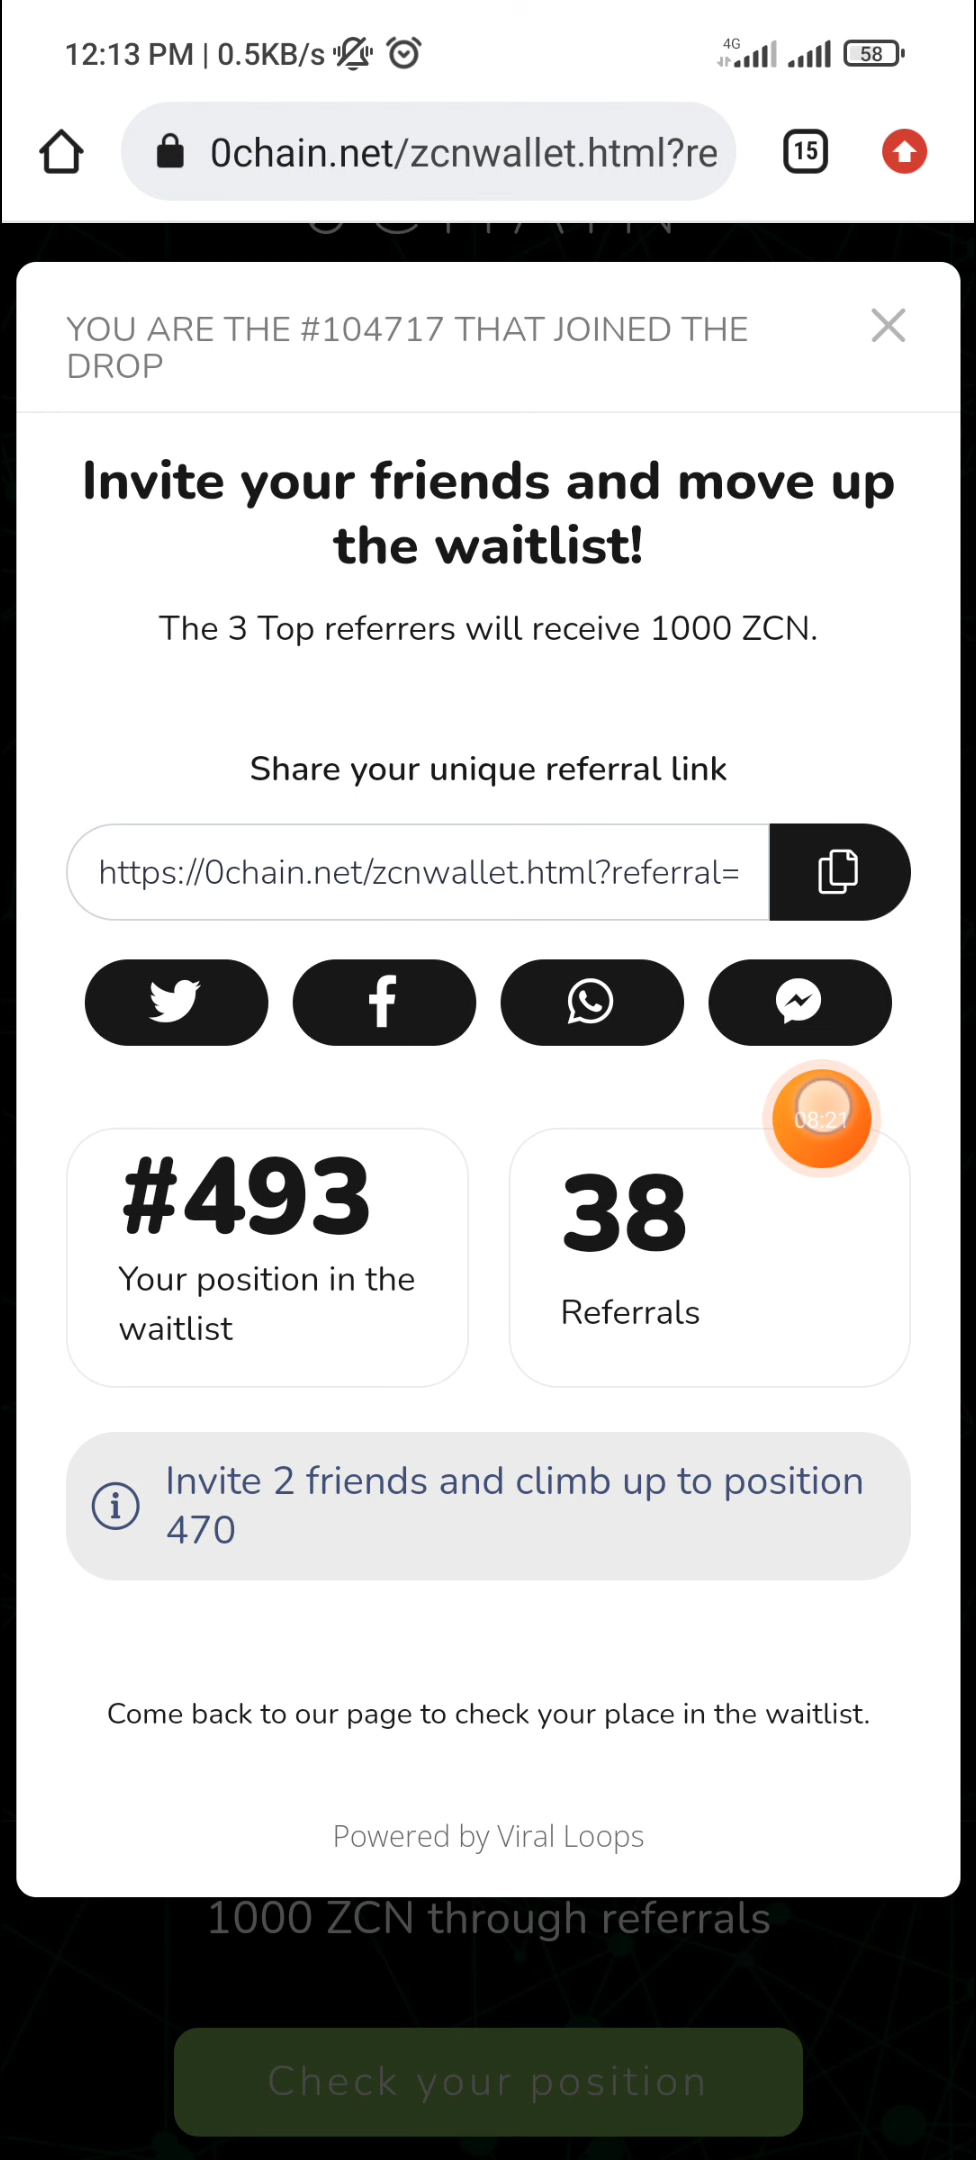 12:13 PM | 0.5KB/s
4G
58
0chain.net/zcnwallet.html?re
15
YOU ARE THE #104717 THAT JOINED THE
DROP
Invite your friends and move up
the waitlist!
The 3 Top referrers will receive 1000 ZCN.
Share your unique referral link
https://0chain.net/zcnwallet.html?referral=
08:21
#493
Your position in the
waitlist
38
Referrals
Invite 2 friends and climb up to position
470
Come back to our page to check your place in the waitlist.
Powered by Viral Loops
1000 ZCN through referrals
Check your position